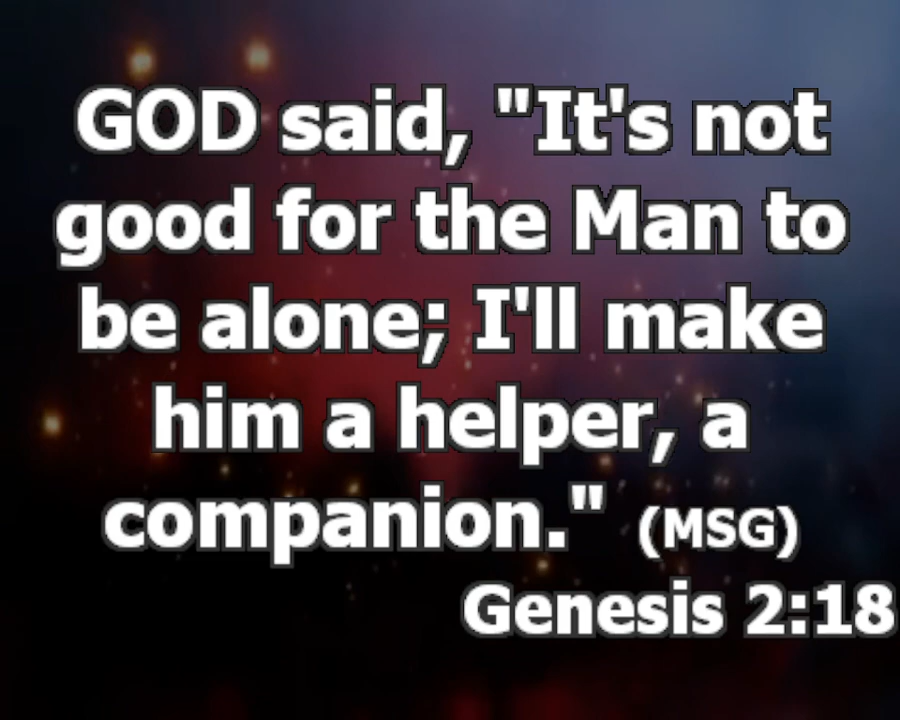 GOD said, "It's not
good for the Man to
be alone; I'll make
him a helper, a
companion." (MSG)
Genesis 2:18